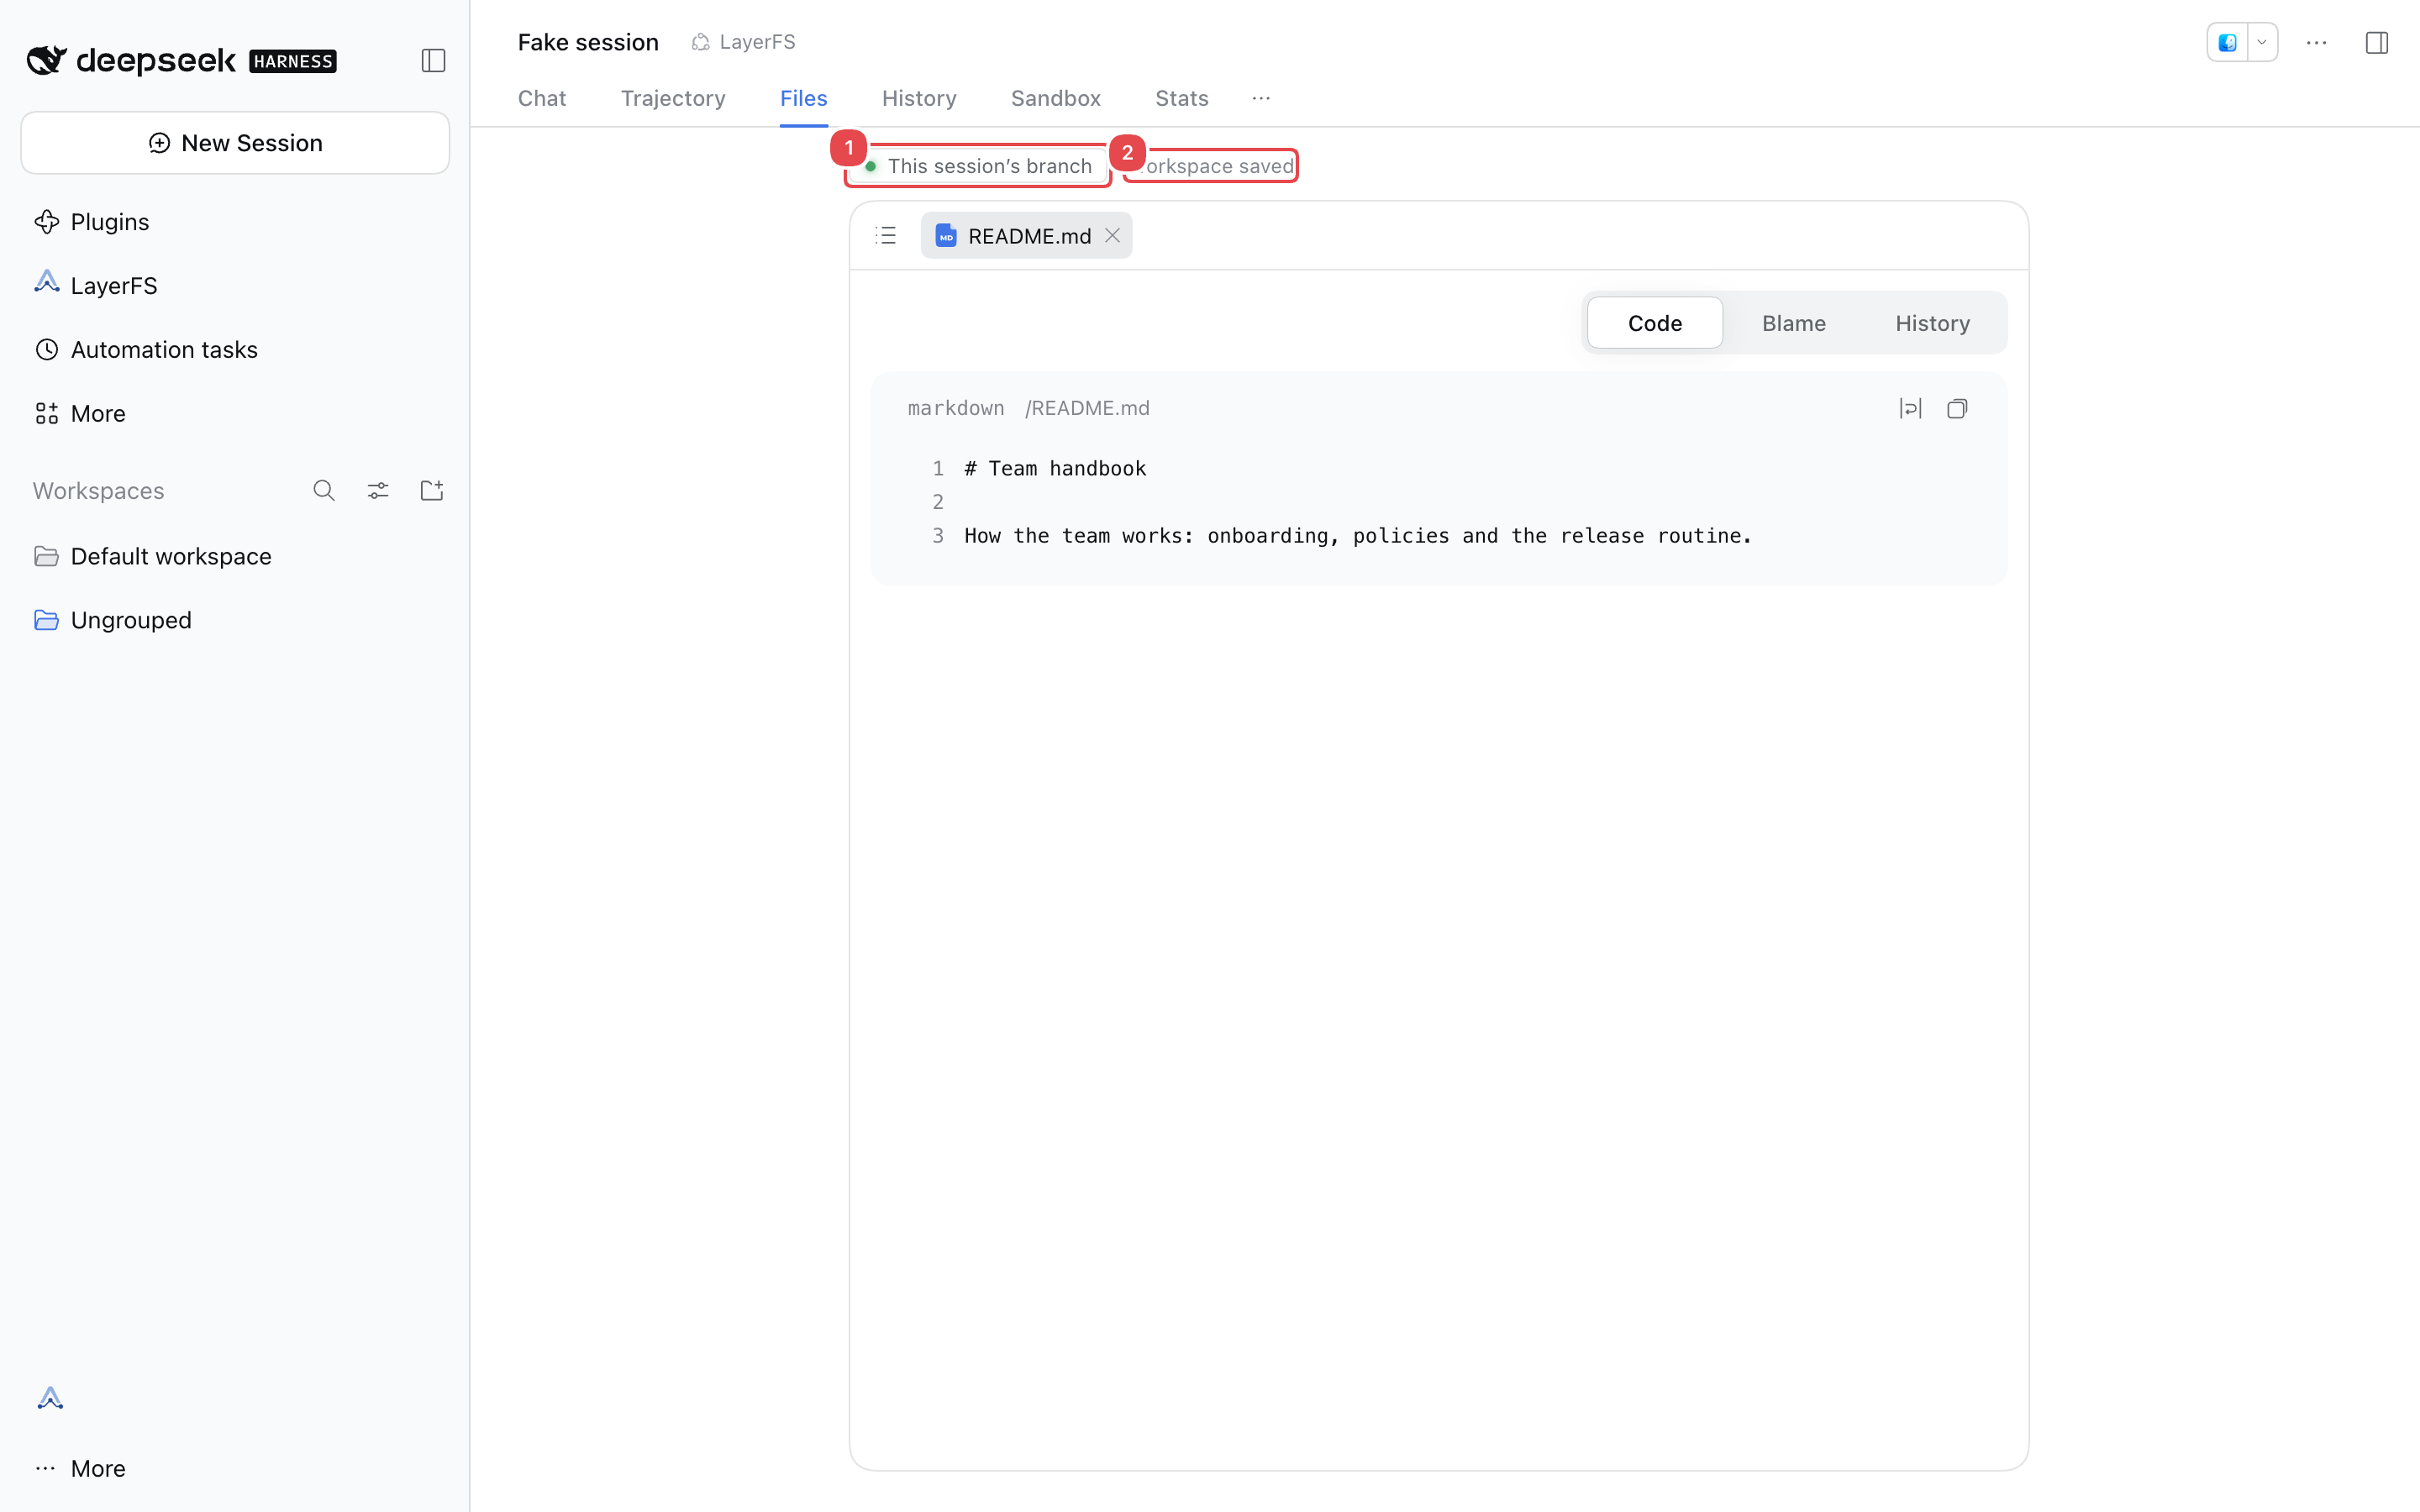 deepseek HARNESS
New Session
Plugins
LayerFS
Automation tasks
More
Workspaces
Default workspace
Ungrouped
More
Fake session LayerFS
Chat Trajectory Files History Sandbox Stats
1 This session’s branch 2 orkspace saved
MD README.md
Code Blame History
markdown /README.md
1 # Team handbook
2
3 How the team works: onboarding, policies and the release routine.